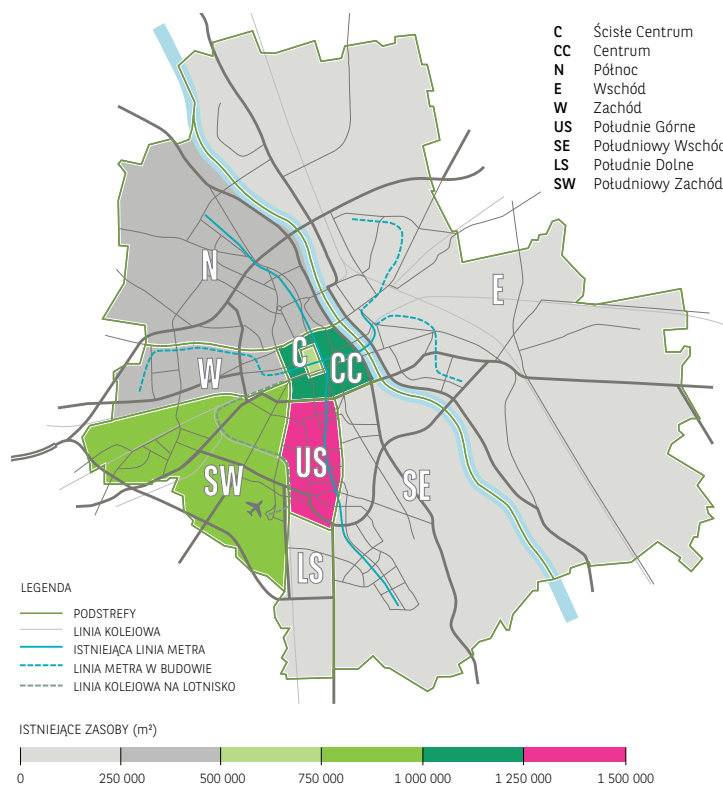 C Ścisłe Centrum
CC Centrum
N Północ
E Wschód
W Zachód
US Południe Górne
SE Południowy Wschód
LS Południe Dolne
SW Południowy Zachód
N
E
C
CC
W
US
SW
SE
LS
LEGENDA
PODSTREFY
LINIA KOLEJOWA
ISTNIEJĄCA LINIA METRA
LINIA METRA W BUDOWIE
LINIA KOLEJOWA NA LOTNISKO
ISTNIEJĄCE ZASOBY (m²)
0 250 000 500 000 750 000 1 000 000 1 250 000 1 500 000